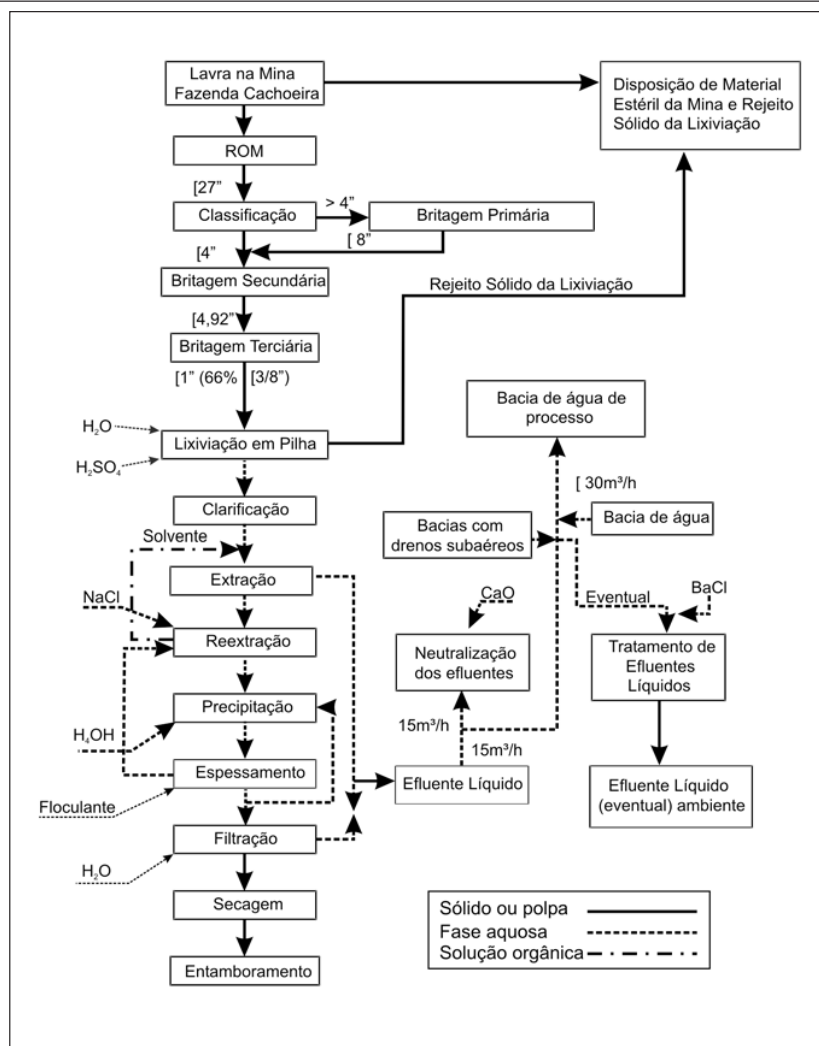 Lavra na Mina
Fazenda Cachoeira
Disposição de Material
Estéril da Mina e Rejeito
Sólido da Lixiviação
ROM
[27”
Classificação
> 4”
Britagem Primária
[ 8”
[4”
Britagem Secundária
Rejeito Sólido da Lixiviação
[4,92”
Britagem Terciária
[1” (66% [3/8”)
Bacia de água de
processo
H₂O
Lixiviação em Pilha
H₂SO₄
[ 30m³/h
Clarificação
Bacias com
drenos subaéreos
Bacia de água
Solvente
Extração
CaO
Eventual
BaCl
NaCl
Reextração
Neutralização
dos efluentes
Tratamento de
Efluentes
Líquidos
Precipitação
15m³/h
H₄OH
15m³/h
Espessamento
Efluente Líquido
Efluente Líquido
(eventual) ambiente
Floculante
Filtração
H₂O
Secagem
Sólido ou polpa
Fase aquosa
Solução orgânica
Entamboramento